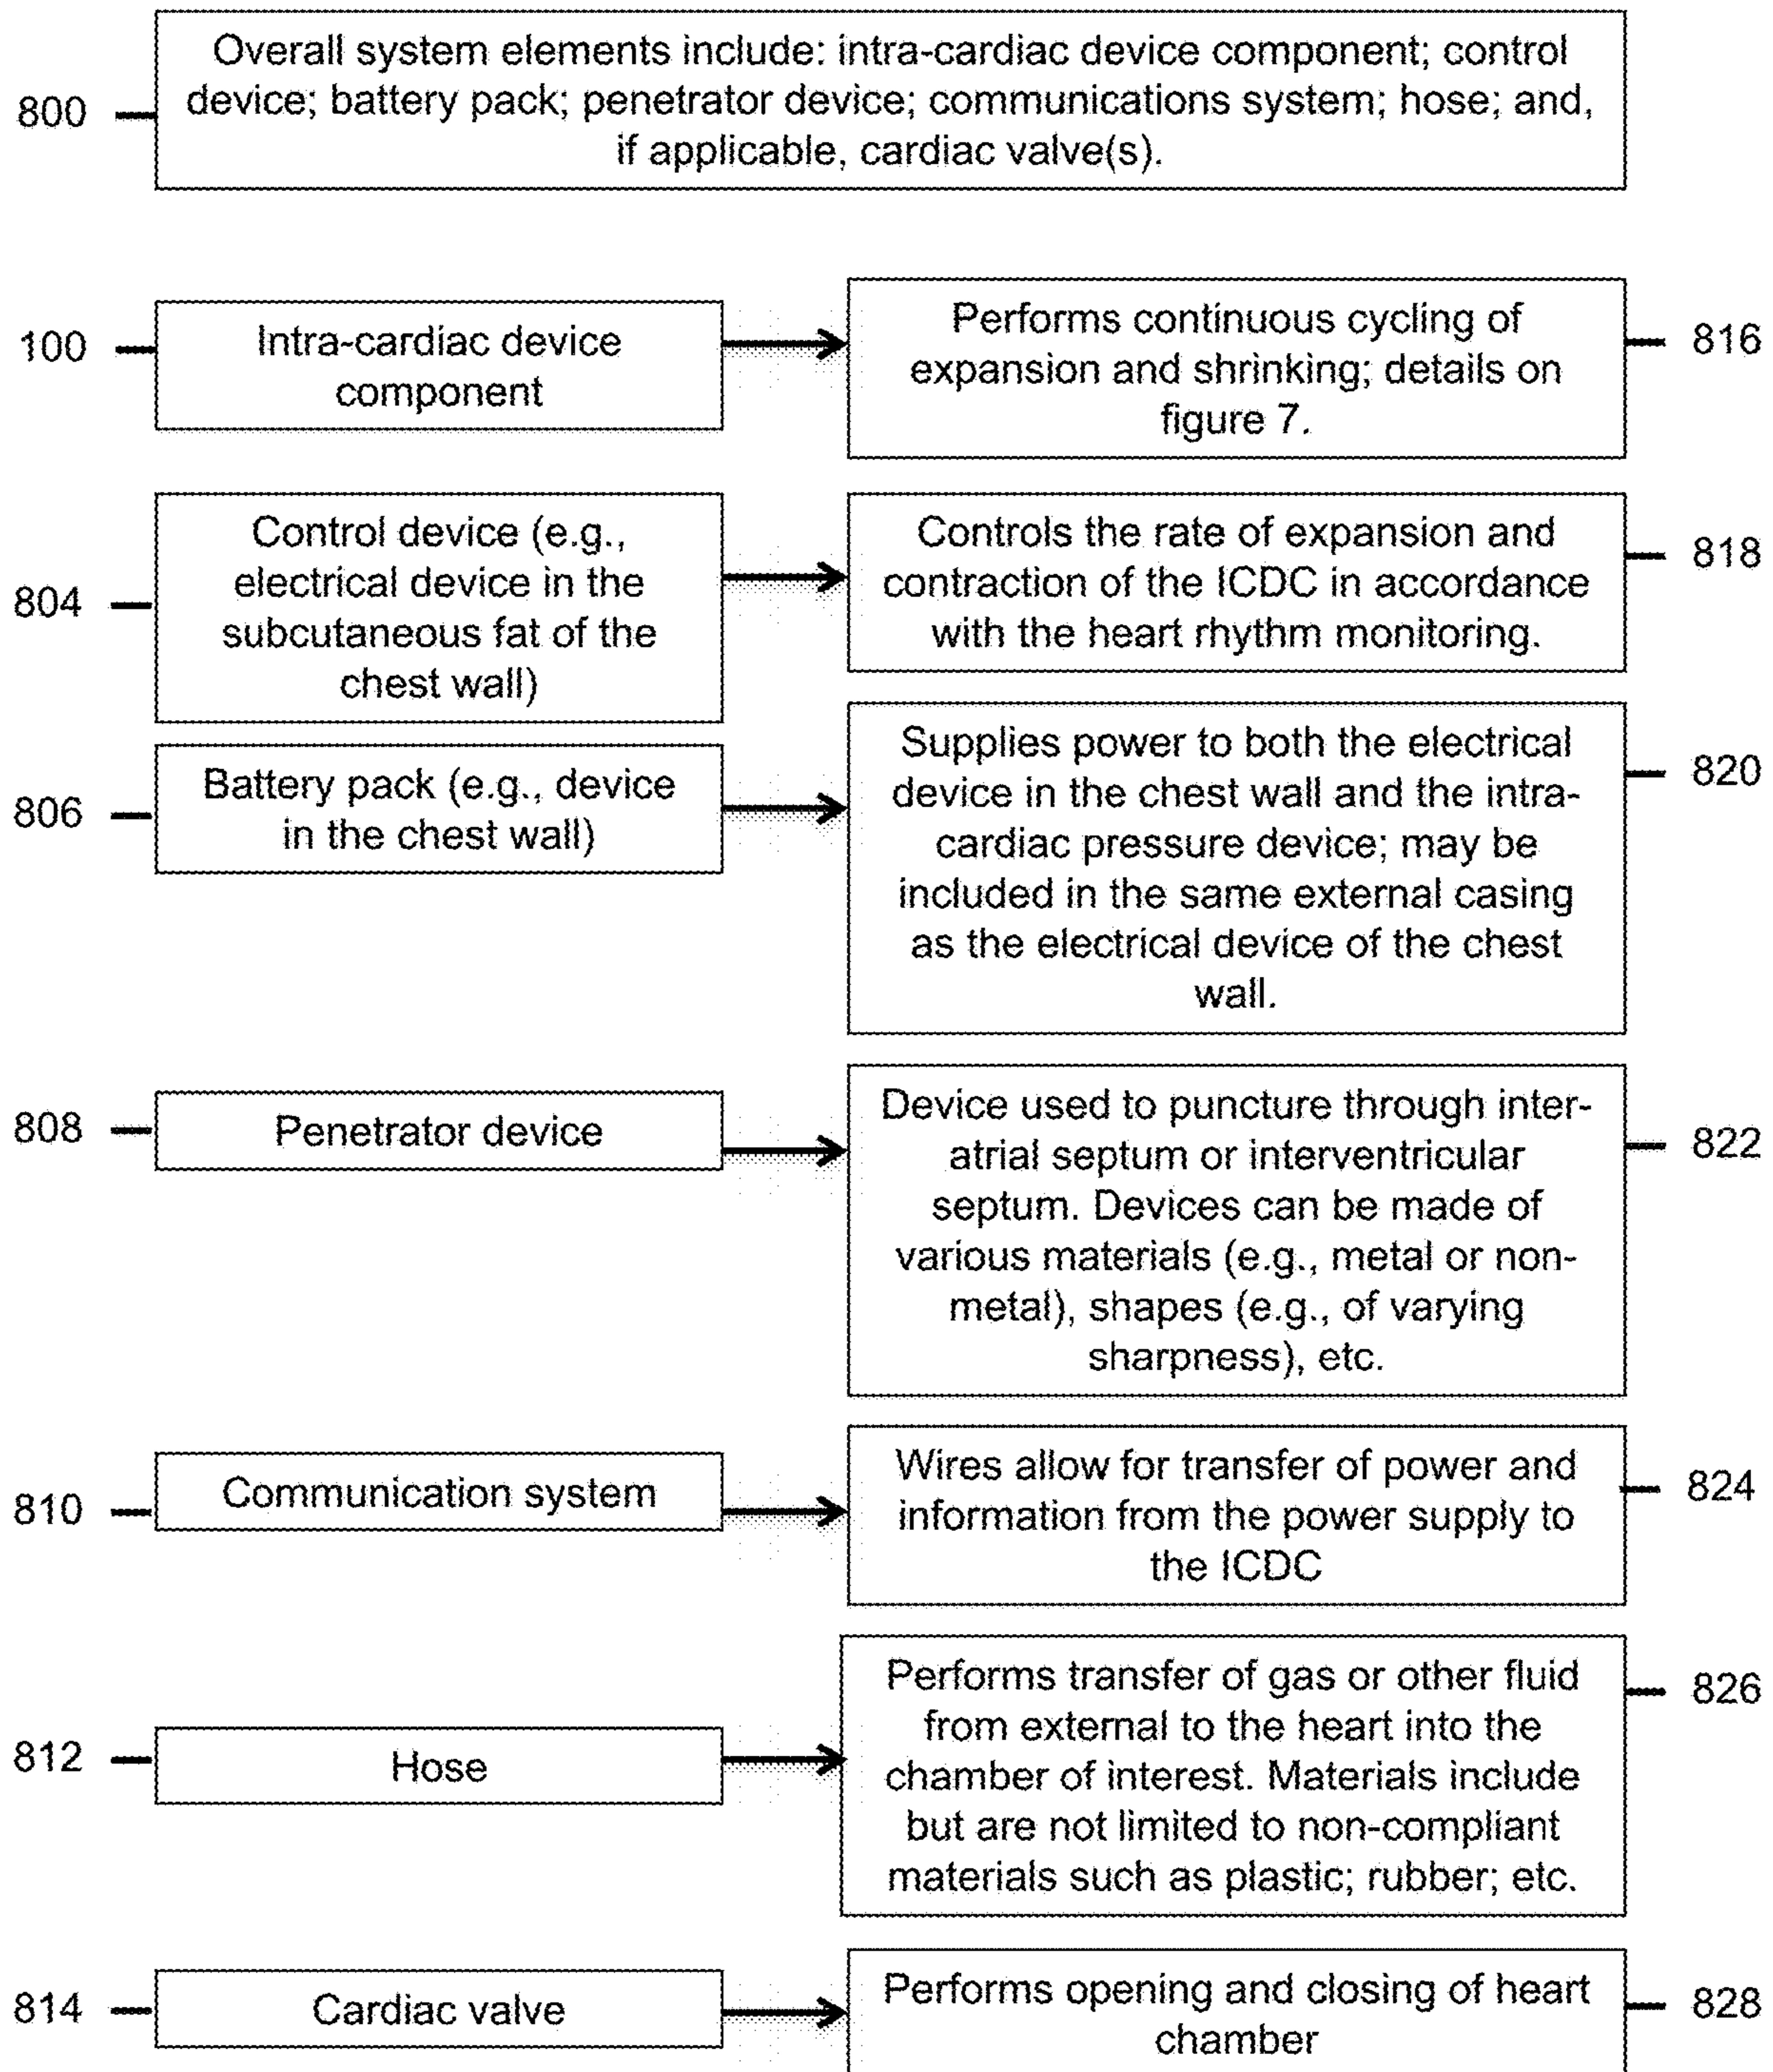 Overall system elements include: intra-cardiac device component; control
800
device; battery pack; penetrator device; communications system; hose; and,
if applicable, cardiac valve(s).
100
Intra-cardiac device
component
Performs continuous cycling of
expansion and shrinking; details on
figure 7.
816
804
Control device (e.g.,
electrical device in the
subcutaneous fat of the
chest wall)
Controls the rate of expansion and
contraction of the ICDC in accordance
with the heart rhythm monitoring.
818
806
Battery pack (e.g., device
in the chest wall)
Supplies power to both the electrical
device in the chest wall and the intra-
cardiac pressure device; may be
included in the same external casing
as the electrical device of the chest
wall.
820
808
Penetrator device
Device used to puncture through inter-
atrial septum or interventricular
septum. Devices can be made of
various materials (e.g., metal or non-
metal), shapes (e.g., of varying
sharpness), etc.
822
810
Communication system
Wires allow for transfer of power and
information from the power supply to
the ICDC
824
812
Hose
Performs transfer of gas or other fluid
from external to the heart into the
chamber of interest. Materials include
but are not limited to non-compliant
materials such as plastic; rubber; etc.
826
814
Cardiac valve
Performs opening and closing of heart
chamber
828